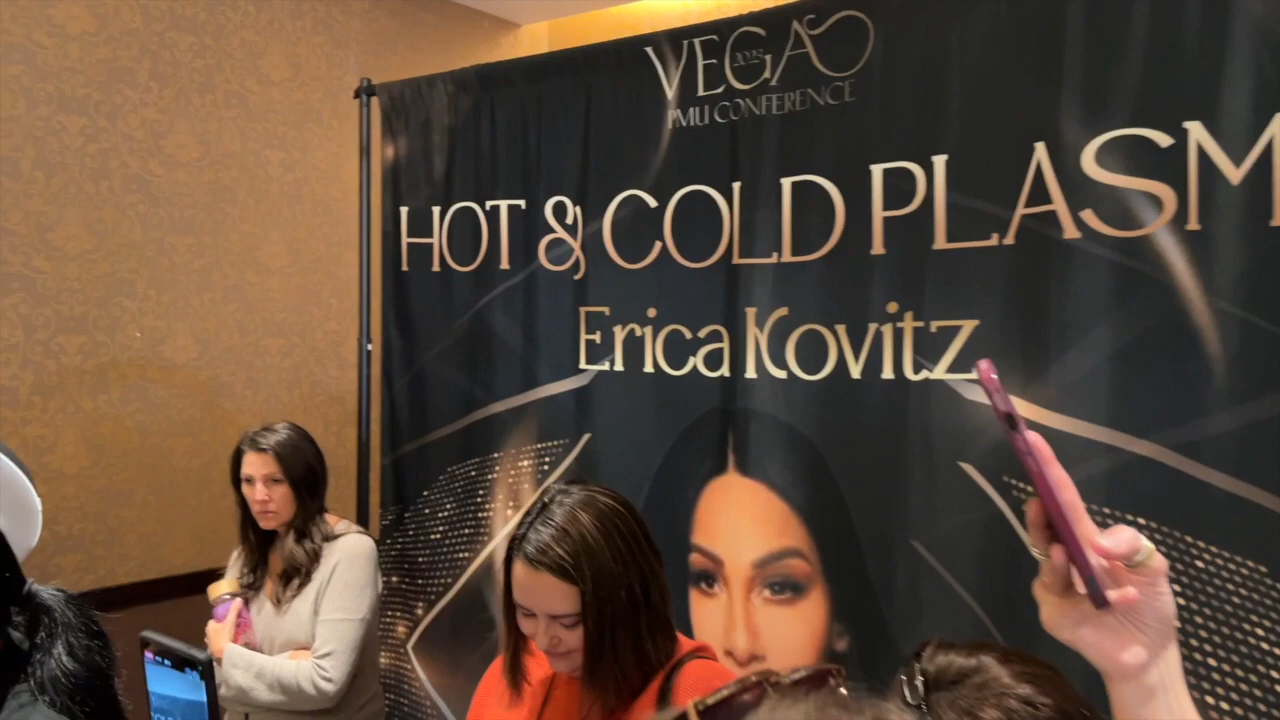 VEGAS
2023
PMU CONFERENCE
HOT & COLD PLASM
Erica Kovitz